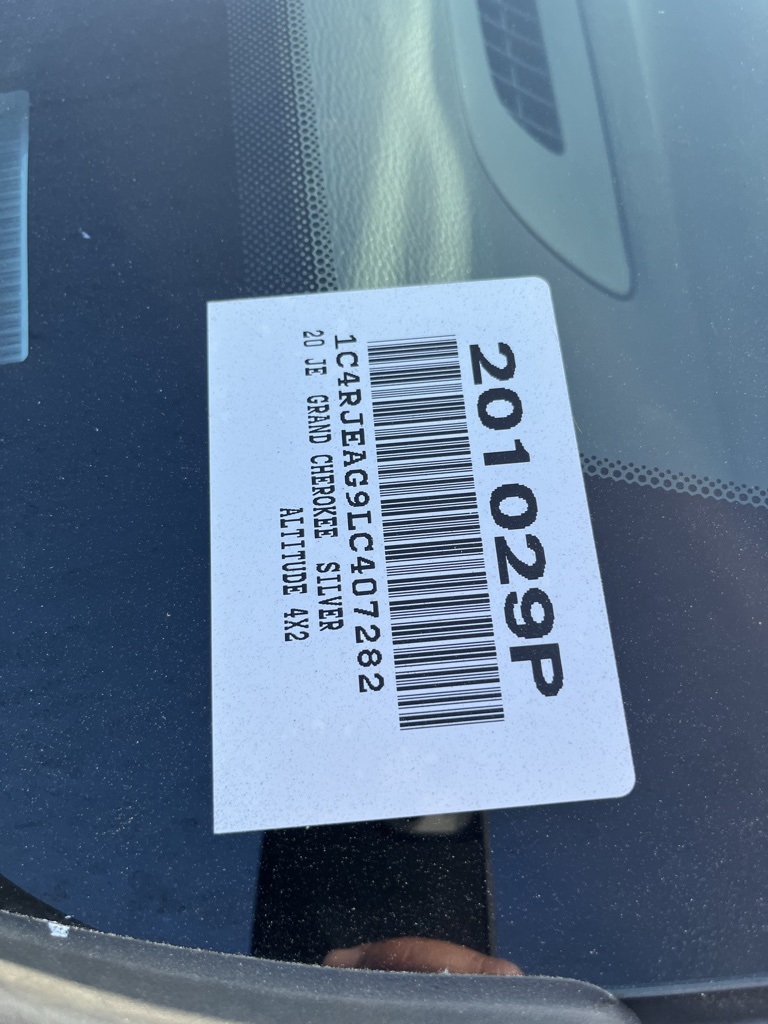 201029P
1C4RJEAG9LC407282
20 JE GRAND CHEROKEE SILVER
ALTITUDE 4X2